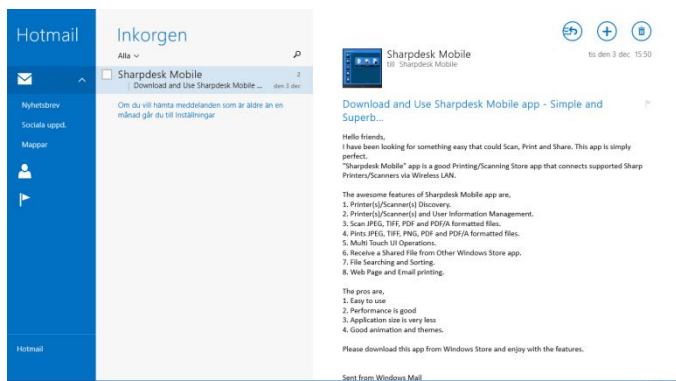 Hotmail
Nyhetsbrev
Sociala uppd.
Mappar
Hotmail
Inkorgen
Alla
Sharpdesk Mobile 2
Download and Use Sharpdesk Mobile ... den 3 dec
Om du vill hämta meddelanden som är äldre än en
månad går du till Inställningar
Sharpdesk Mobile tis den 3 dec 15:50
till Sharpdesk Mobile
Download and Use Sharpdesk Mobile app - Simple and
Superb...
Hello friends,
I have been looking for something easy that could Scan, Print and Share. This app is simply
perfect.
"Sharpdesk Mobile" app is a good Printing/Scanning Store app that connects supported Sharp
Printers/Scanners via Wireless LAN.
The awesome features of Sharpdesk Mobile app are,
1. Printer(s)/Scanner(s) Discovery.
2. Printer(s)/Scanner(s) and User Information Management.
3. Scan JPEG, TIFF, PDF and PDF/A formatted files.
4. Pints JPEG, TIFF, PNG, PDF and PDF/A formatted files.
5. Multi Touch UI Operations.
6. Receive a Shared File from Other Windows Store app.
7. File Searching and Sorting.
8. Web Page and Email printing.
The pros are,
1. Easy to use
2. Performance is good
3. Application size is very less
4. Good animation and themes.
Please download this app from Windows Store and enjoy with the features.
Sent from Windows Mail